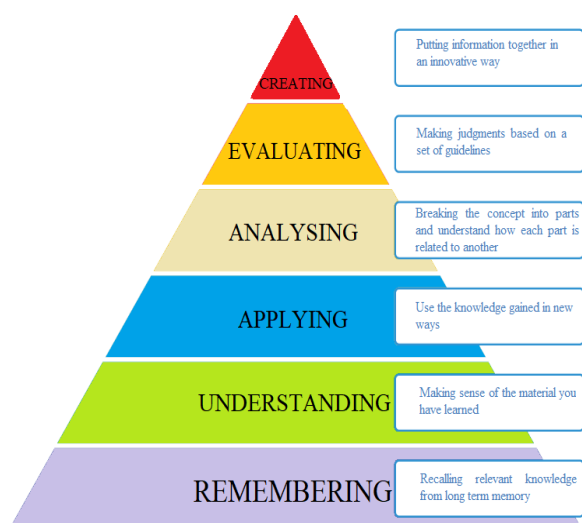 CREATING
Putting information together in
an innovative way
EVALUATING
Making judgments based on a
set of guidelines
ANALYSING
Breaking the concept into parts
and understand how each part is
related to another
APPLYING
Use the knowledge gained in new
ways
UNDERSTANDING
Making sense of the material you
have learned
REMEMBERING
Recalling relevant knowledge
from long term memory